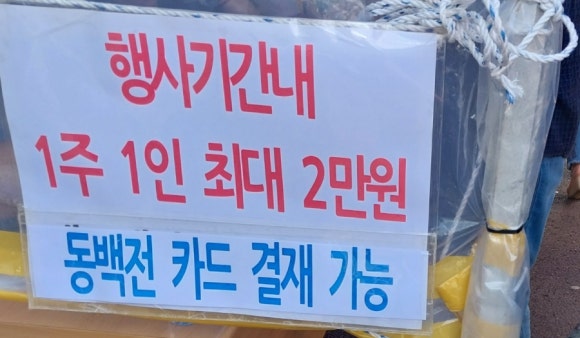 행사기간내
1주 1인 최대 2만원
동백전 카드 결재 가능